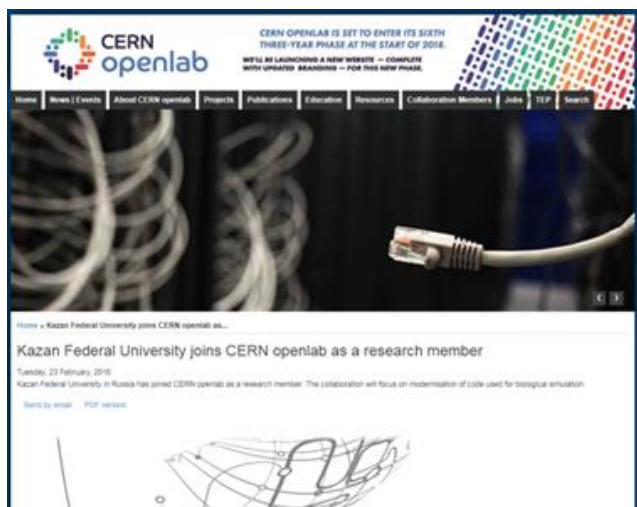 CERN
openlab
CERN OPENLAB IS SET TO ENTER ITS SIXTH
THREE-YEAR PHASE AT THE START OF 2018.
WE'LL BE LAUNCHING A NEW WEBSITE — COMPLETE
WITH UPDATED BRANDING — FOR THIS NEW PHASE.
Home News | Events About CERN openlab Projects Publications Education Resources Collaboration Members Jobs TEP Search
Home » Kazan Federal University joins CERN openlab as...
Kazan Federal University joins CERN openlab as a research member
Tuesday, 23 February, 2016
Kazan Federal University in Russia has joined CERN openlab as a research member. The collaboration will focus on modernisation of code used for biological simulation.
Send by email PDF version